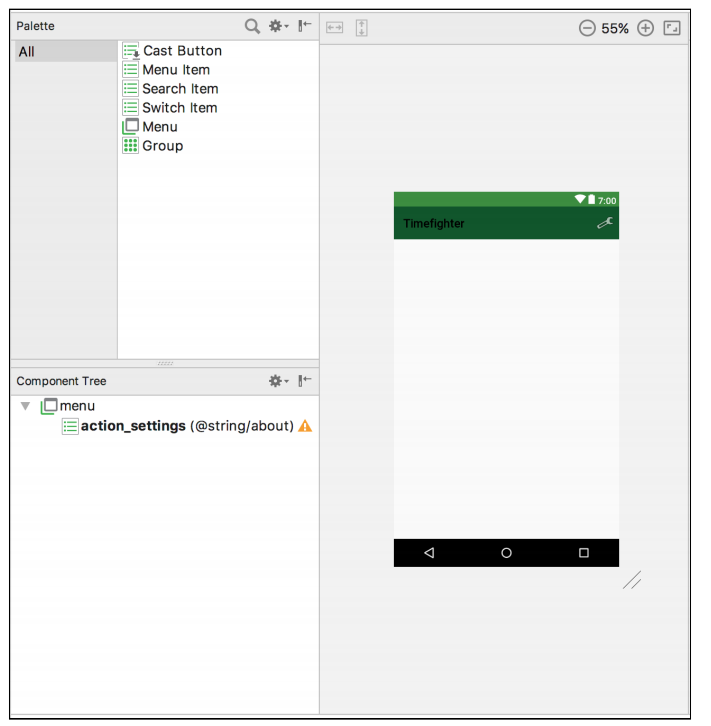 Palette
55%
All
Cast Button
Menu Item
Search Item
Switch Item
Menu
Group
7:00
Timefighter
Component Tree
menu
action_settings (@string/about)